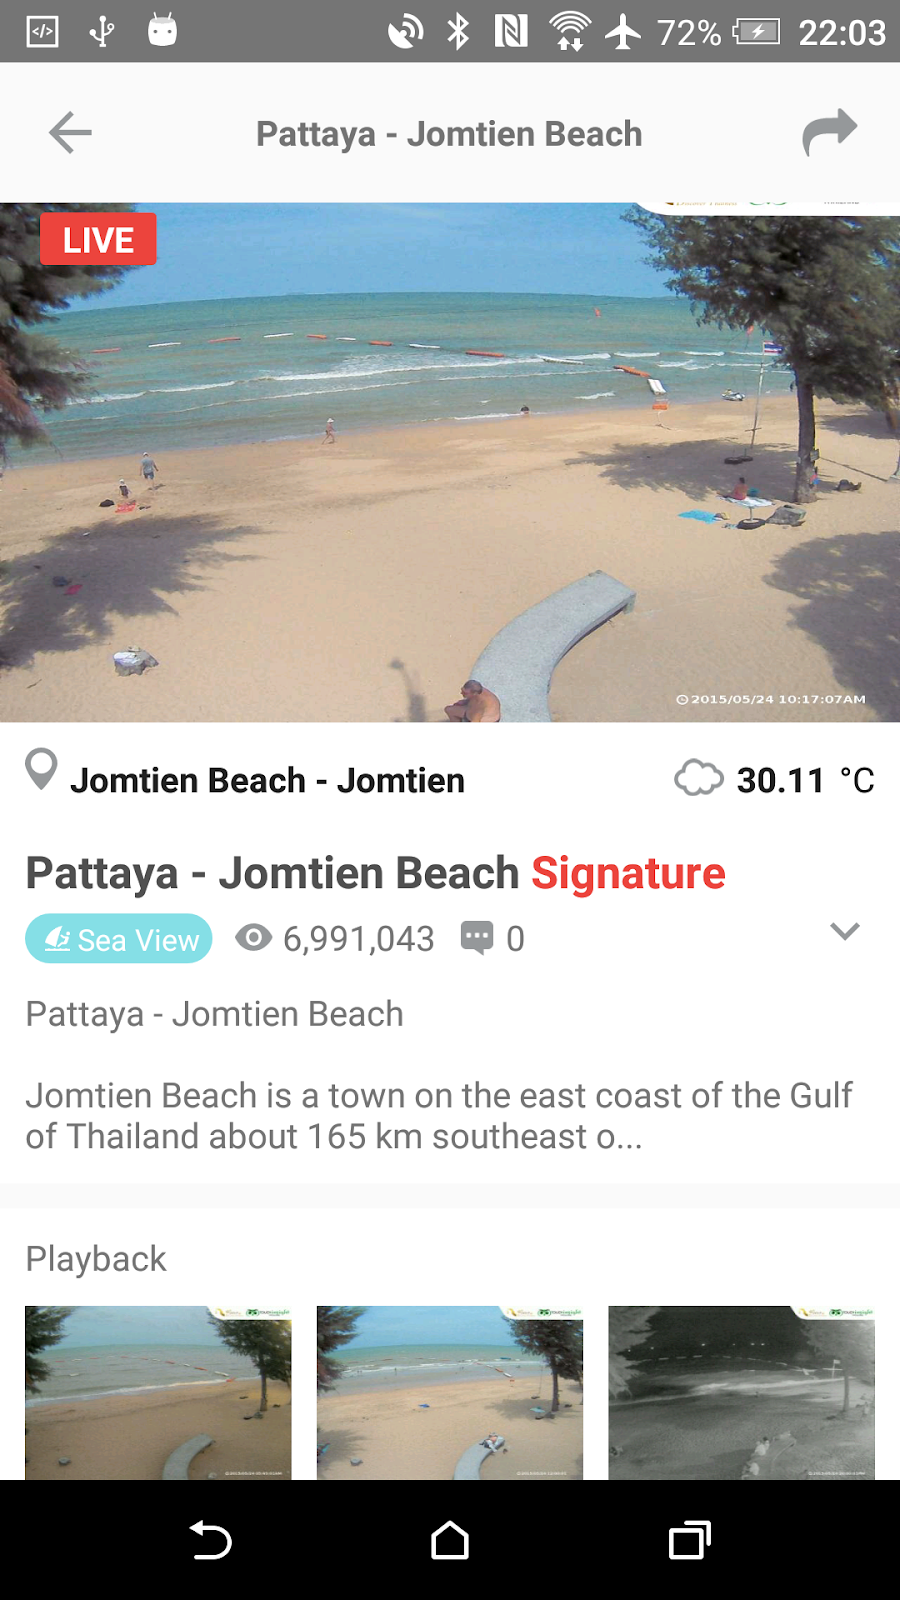 72% 22:03
Pattaya - Jomtien Beach
LIVE
2015/05/24 10:17:07AM
Jomtien Beach - Jomtien 30.11 °C
Pattaya - Jomtien Beach Signature
Sea View 6,991,043 0
Pattaya - Jomtien Beach
Jomtien Beach is a town on the east coast of the Gulf
of Thailand about 165 km southeast o...
Playback